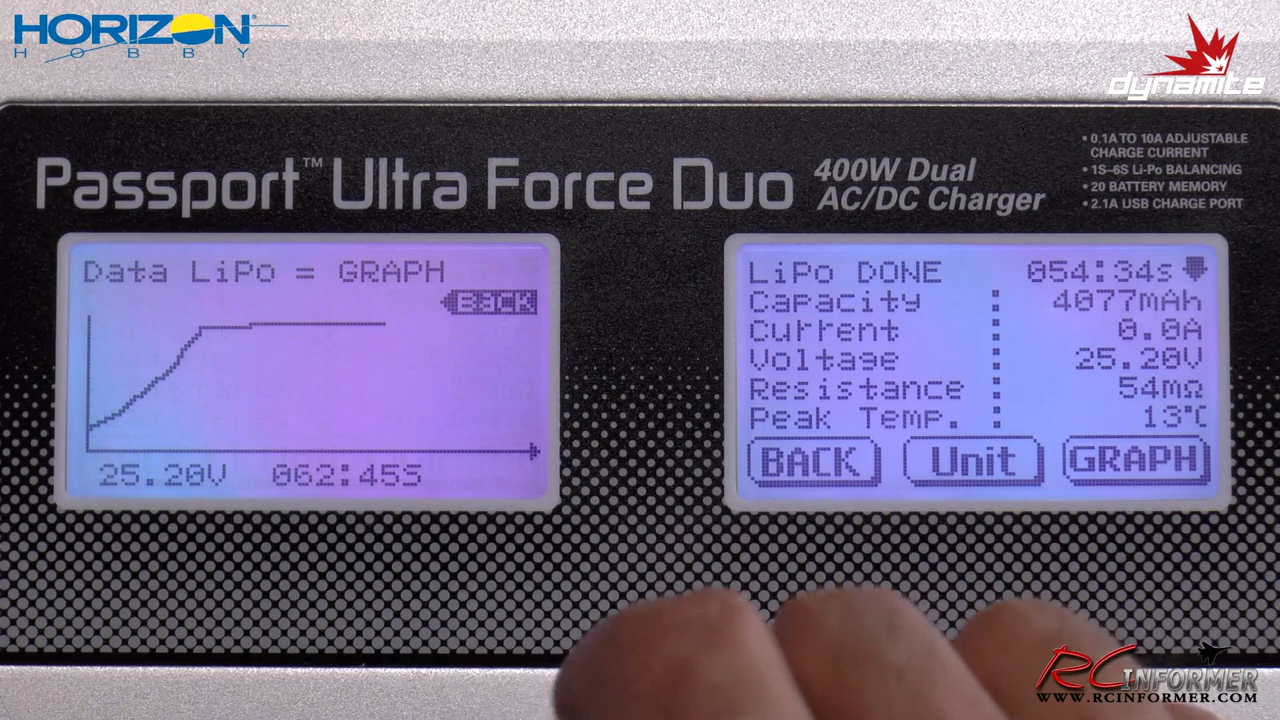 HORIZON
HOBBY
dynamite
Passport™ Ultra Force Duo
400W Dual
AC/DC Charger
• 0.1A TO 10A ADJUSTABLE
CHARGE CURRENT
• 1S–6S Li-Po BALANCING
• 20 BATTERY MEMORY
• 2.1A USB CHARGE PORT
Data LiPo = GRAPH
Back
25.20V 062:45S
LiPo DONE 054:34s
Capacity : 4077mAh
Current : 0.0A
Voltage : 25.20V
Resistance : 54mΩ
Peak Temp. : 13°C
BACK Unit GRAPH
RC INFORMER
WWW.RCINFORMER.COM